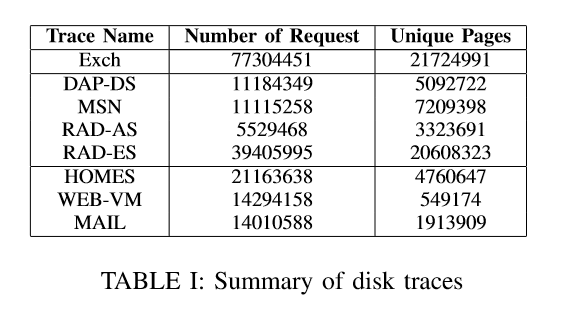 Trace Name Number of Request Unique Pages
Exch 77304451 21724991
DAP-DS 11184349 5092722
MSN 11115258 7209398
RAD-AS 5529468 3323691
RAD-ES 39405995 20608323
HOMES 21163638 4760647
WEB-VM 14294158 549174
MAIL 14010588 1913909
TABLE I: Summary of disk traces